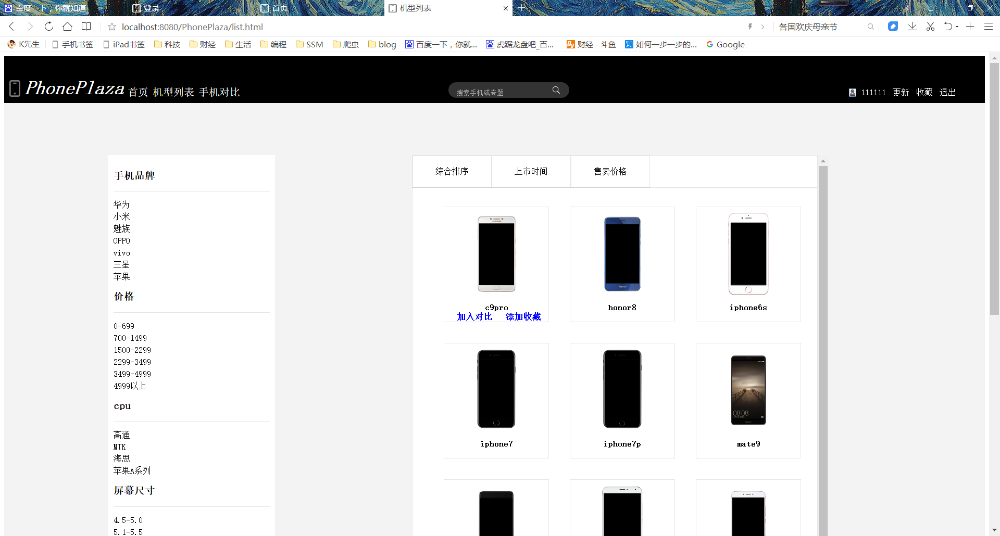 百度一下，你就知道 登录 首页 机型列表 4
localhost:8080/PhonePlaza/list.html 各国欢庆母亲节
K先生 手机书签 iPad书签 科技 财经 生活 编程 SSM 爬虫 blog 百度一下，你就... 虎踞龙盘吧_百... 财经 - 斗鱼 如何一步一步的... Google
PhonePlaza 首页 机型列表 手机对比 搜索手机或专题 111111 更新 收藏 退出
手机品牌
华为
小米
魅族
OPPO
vivo
三星
苹果
价格
0-699
700-1499
1500-2299
2299-3499
3499-4999
4999以上
cpu
高通
MTK
海思
苹果A系列
屏幕尺寸
4.5-5.0
5.1-5.5
综合排序 上市时间 售卖价格
c9pro honor8 iphone6s
加入对比 添加收藏
iphone7 iphone7p mate9